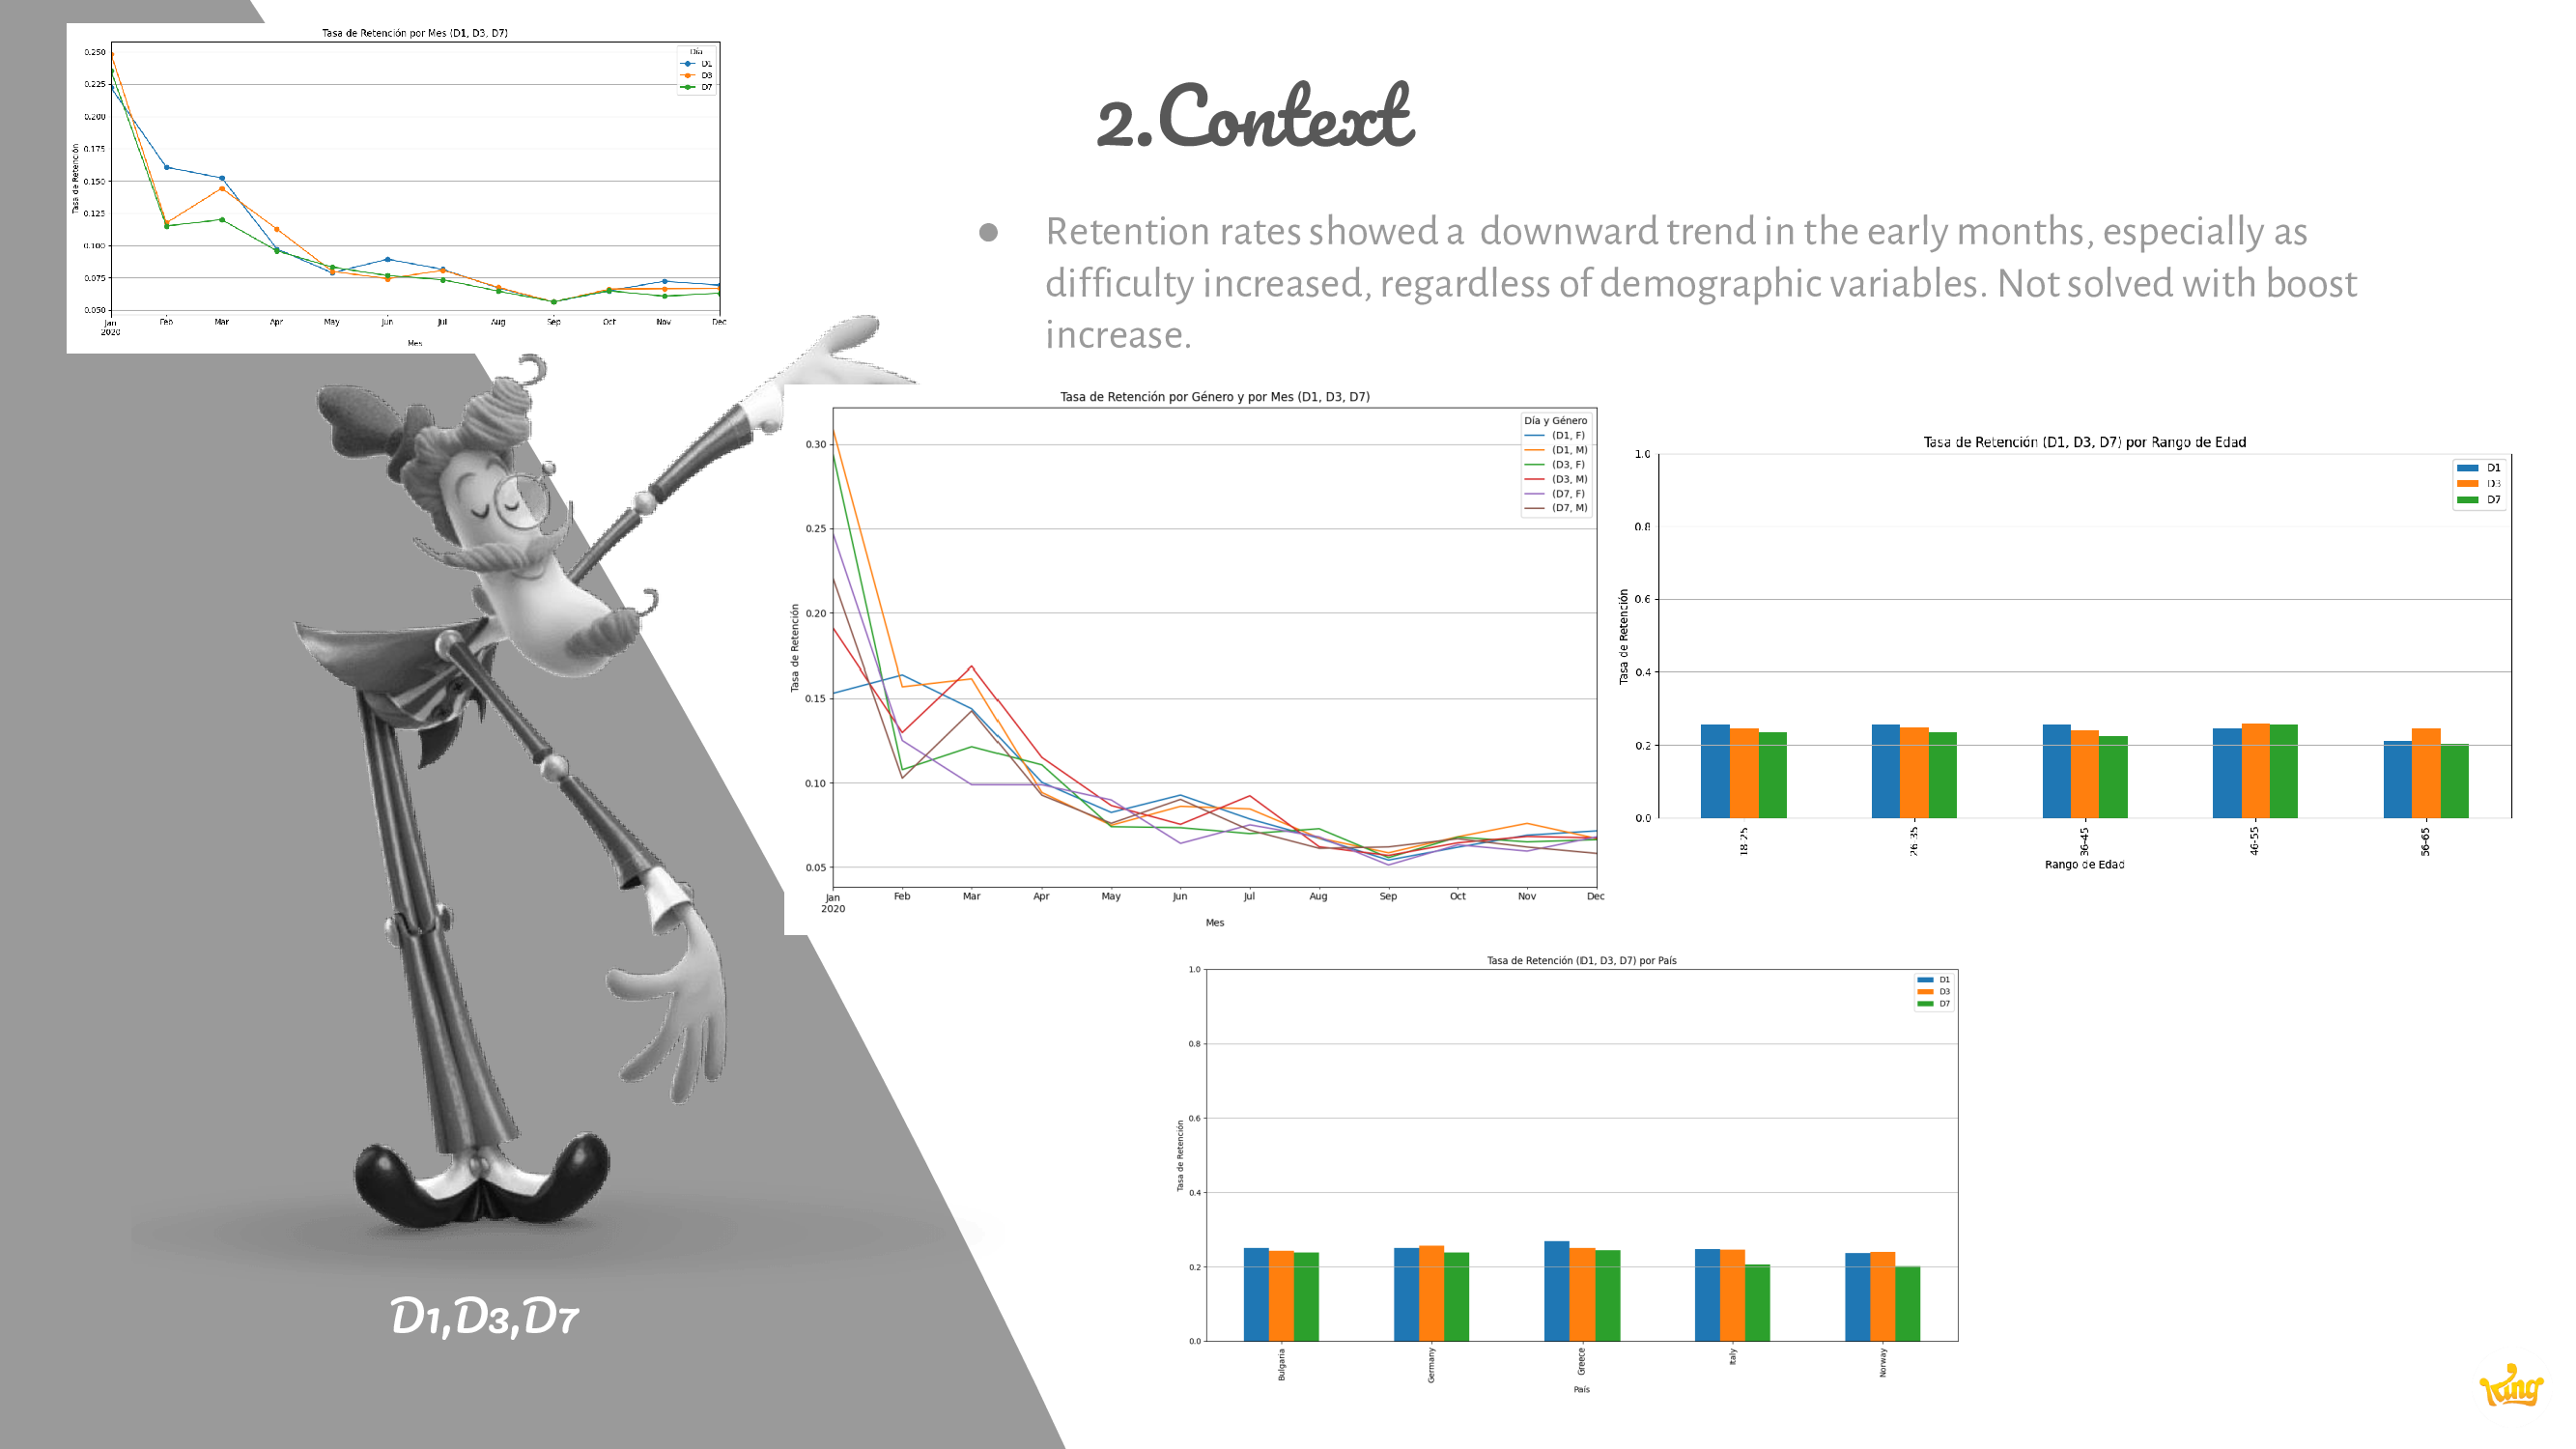 Tasa de Retención por Mes (D1, D3, D7)
0.250
0.225
0.200
0.175
0.150
0.125
0.100
0.075
0.050
Tasa de Retención
Día
D1
D3
D7
Jan Feb Mar Apr May Jun Jul Aug Sep Oct Nov Dec
2020
Mes
2.Context
● Retention rates showed a downward trend in the early months, especially as
difficulty increased, regardless of demographic variables. Not solved with boost
increase.
Tasa de Retención por Género y por Mes (D1, D3, D7)
0.30
0.25
0.20
0.15
0.10
0.05
Tasa de Retención
Día y Género
(D1, F)
(D1, M)
(D3, F)
(D3, M)
(D7, F)
(D7, M)
Jan Feb Mar Apr May Jun Jul Aug Sep Oct Nov Dec
2020
Mes
Tasa de Retención (D1, D3, D7) por Rango de Edad
1.0
0.8
0.6
0.4
0.2
0.0
Tasa de Retención
D1
D3
D7
18-25 26-35 36-45 46-55 56-65
Rango de Edad
Tasa de Retención (D1, D3, D7) por País
1.0
0.8
0.6
0.4
0.2
0.0
Tasa de Retención
D1
D3
D7
Bulgaria Germany Greece Italy Norway
País
D1,D3,D7
King